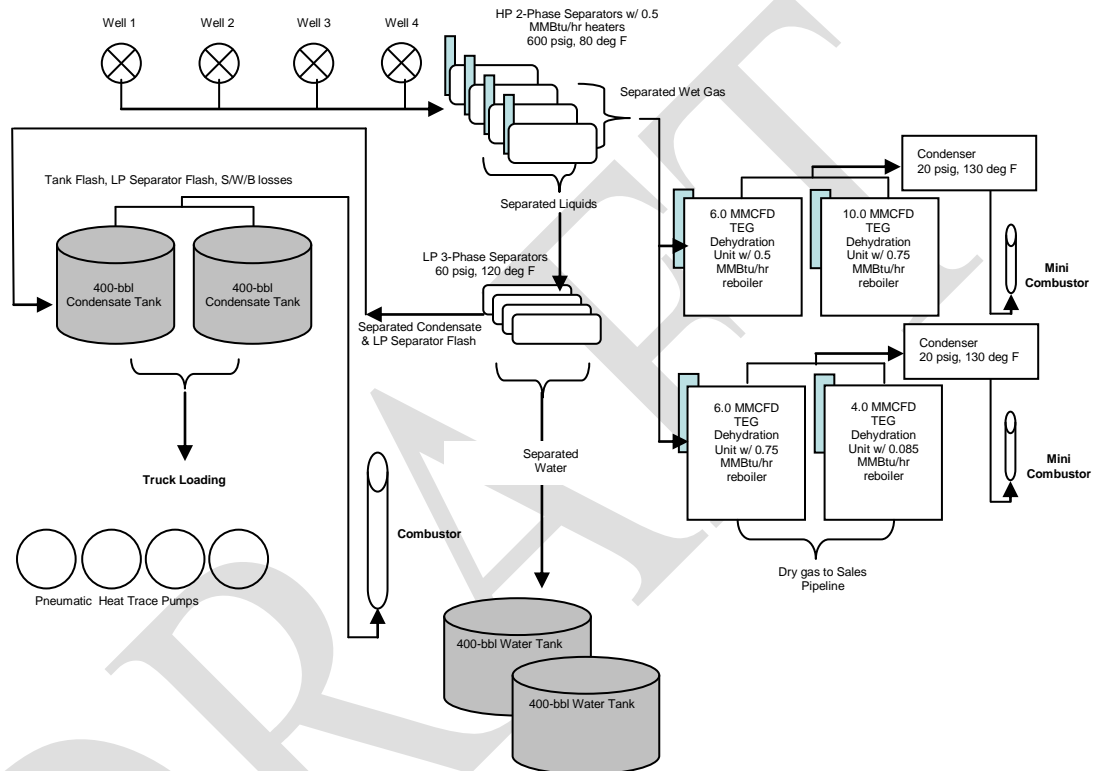 Well 1
Well 2
Well 3
Well 4
HP 2-Phase Separators w/ 0.5
MMBtu/hr heaters
600 psig, 80 deg F
Separated Wet Gas
Tank Flash, LP Separator Flash, S/W/B losses
Separated Liquids
400-bbl
Condensate Tank
400-bbl
Condensate Tank
LP 3-Phase Separators
60 psig, 120 deg F
Separated Condensate
& LP Separator Flash
6.0 MMCFD
TEG
Dehydration
Unit w/ 0.5
MMBtu/hr
reboiler
10.0 MMCFD
TEG
Dehydration
Unit w/ 0.75
MMBtu/hr
reboiler
Condenser
20 psig, 130 deg F
Mini
Combustor
6.0 MMCFD
TEG
Dehydration
Unit w/ 0.75
MMBtu/hr
reboiler
4.0 MMCFD
TEG
Dehydration
Unit w/ 0.085
MMBtu/hr
reboiler
Condenser
20 psig, 130 deg F
Mini
Combustor
Truck Loading
Separated
Water
Combustor
Pneumatic Heat Trace Pumps
Dry gas to Sales
Pipeline
400-bbl Water Tank
400-bbl Water Tank
DRAFT